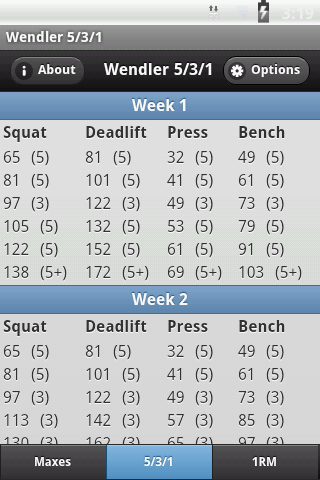 3:19
Wendler 5/3/1
About Wendler 5/3/1 Options
Week 1
Squat Deadlift Press Bench
65 (5) 81 (5) 32 (5) 49 (5)
81 (5) 101 (5) 41 (5) 61 (5)
97 (3) 122 (3) 49 (3) 73 (3)
105 (5) 132 (5) 53 (5) 79 (5)
122 (5) 152 (5) 61 (5) 91 (5)
138 (5+) 172 (5+) 69 (5+) 103 (5+)
Week 2
Squat Deadlift Press Bench
65 (5) 81 (5) 32 (5) 49 (5)
81 (5) 101 (5) 41 (5) 61 (5)
97 (3) 122 (3) 49 (3) 73 (3)
113 (3) 142 (3) 57 (3) 85 (3)
130 (3) 162 (3) 65 (3) 97 (3)
Maxes 5/3/1 1RM